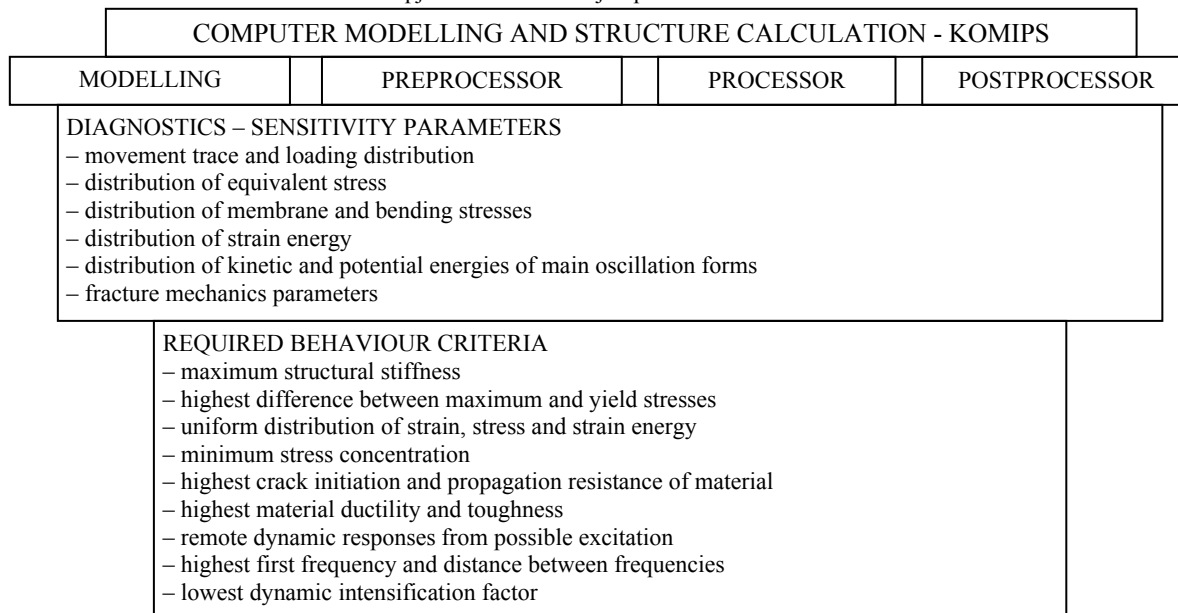 COMPUTER MODELLING AND STRUCTURE CALCULATION - KOMIPS
MODELLING PREPROCESSOR PROCESSOR POSTPROCESSOR
DIAGNOSTICS – SENSITIVITY PARAMETERS
– movement trace and loading distribution
– distribution of equivalent stress
– distribution of membrane and bending stresses
– distribution of strain energy
– distribution of kinetic and potential energies of main oscillation forms
– fracture mechanics parameters
REQUIRED BEHAVIOUR CRITERIA
– maximum structural stiffness
– highest difference between maximum and yield stresses
– uniform distribution of strain, stress and strain energy
– minimum stress concentration
– highest crack initiation and propagation resistance of material
– highest material ductility and toughness
– remote dynamic responses from possible excitation
– highest first frequency and distance between frequencies
– lowest dynamic intensification factor